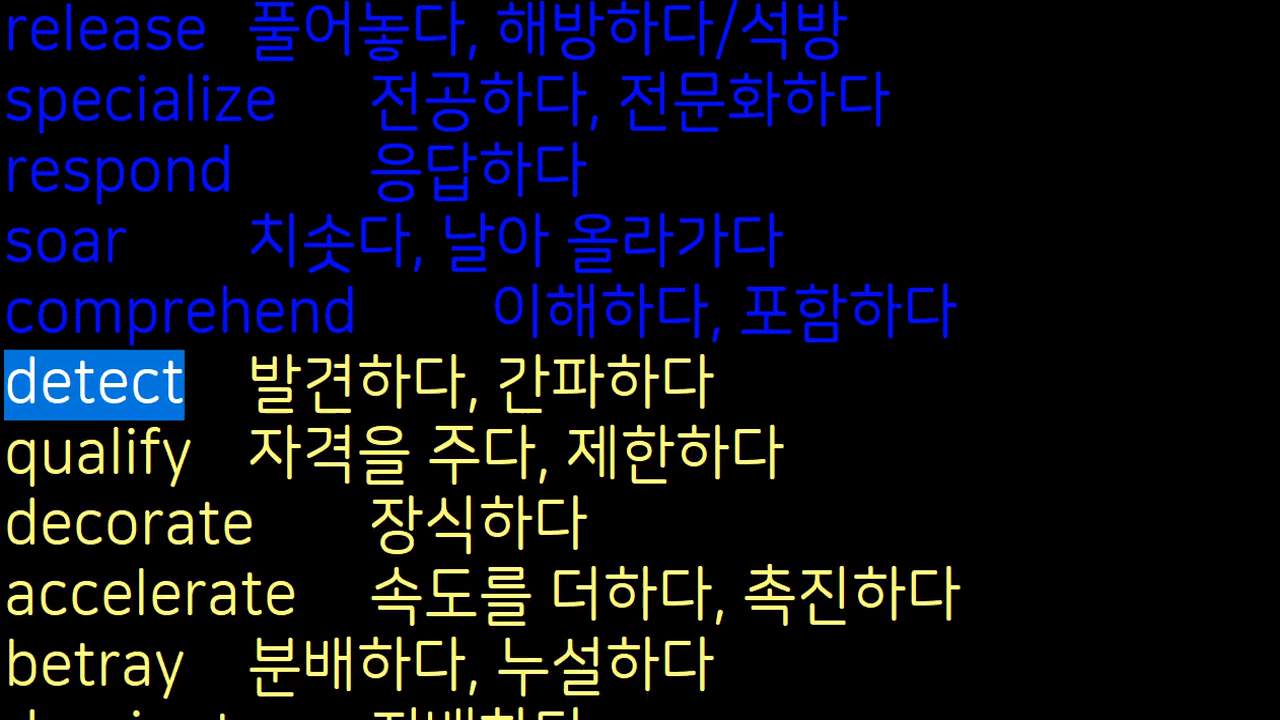 release 풀어놓다, 해방하다/석방
specialize 전공하다, 전문화하다
respond 응답하다
soar 치솟다, 날아 올라가다
comprehend 이해하다, 포함하다
detect 발견하다, 간파하다
qualify 자격을 주다, 제한하다
decorate 장식하다
accelerate 속도를 더하다, 촉진하다
betray 분배하다, 누설하다